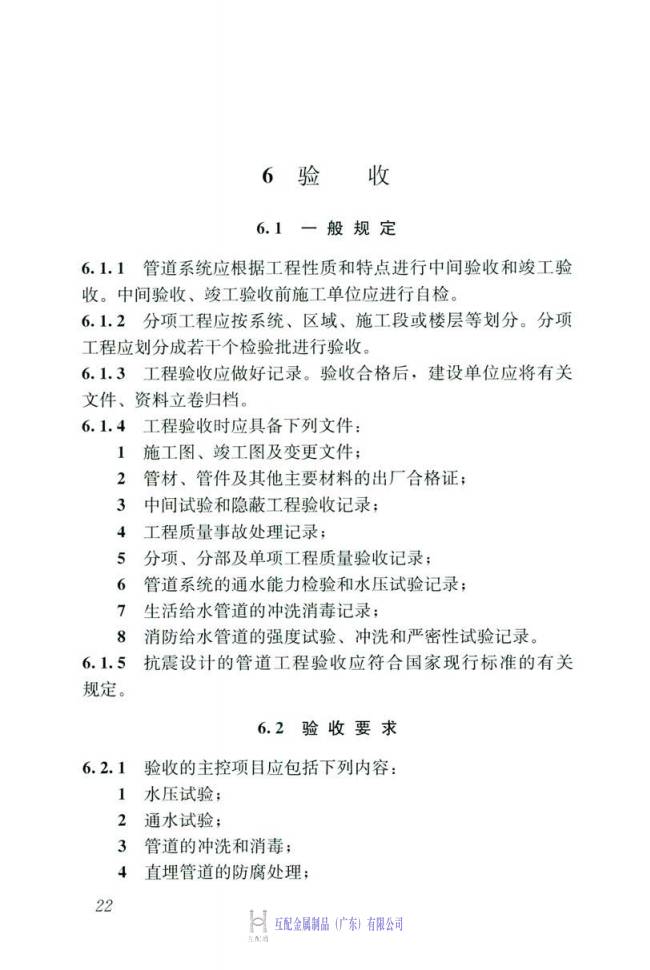 6 验 收
6.1 一般规定
6.1.1 管道系统应根据工程性质和特点进行中间验收和竣工验
收。中间验收、竣工验收前施工单位应进行自检。
6.1.2 分项工程应按系统、区域、施工段或楼层等划分。分项
工程应划分成若干个检验批进行验收。
6.1.3 工程验收应做好记录。验收合格后，建设单位应将有关
文件、资料立卷归档。
6.1.4 工程验收时应具备下列文件：
1 施工图、竣工图及变更文件；
2 管材、管件及其他主要材料的出厂合格证；
3 中间试验和隐蔽工程验收记录；
4 工程质量事故处理记录；
5 分项、分部及单项工程质量验收记录；
6 管道系统的通水能力检验和水压试验记录；
7 生活给水管道的冲洗消毒记录；
8 消防给水管道的强度试验、冲洗和严密性试验记录。
6.1.5 抗震设计的管道工程验收应符合国家现行标准的有关
规定。
6.2 验收要求
6.2.1 验收的主控项目应包括下列内容：
1 水压试验；
2 通水试验；
3 管道的冲洗和消毒；
4 直埋管道的防腐处理；
22
互配金属制品（广东）有限公司